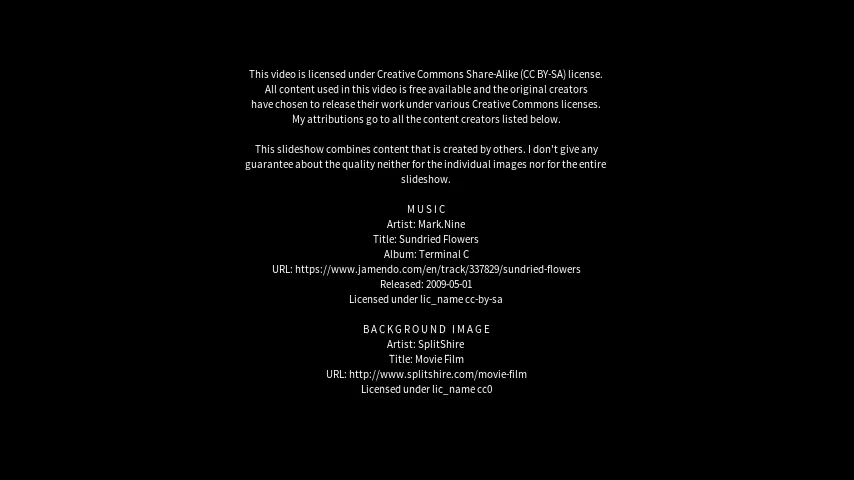 This video is licensed under Creative Commons Share-Alike (CC BY-SA) license.
All content used in this video is free available and the original creators
have chosen to release their work under various Creative Commons licenses.
My attributions go to all the content creators listed below.
This slideshow combines content that is created by others. I don't give any
guarantee about the quality neither for the individual images nor for the entire
slideshow.
MUSIC
Artist: Mark.Nine
Title: Sundried Flowers
Album: Terminal C
URL: https://www.jamendo.com/en/track/337829/sundried-flowers
Released: 2009-05-01
Licensed under lic_name cc-by-sa
BACKGROUND IMAGE
Artist: SplitShire
Title: Movie Film
URL: http://www.splitshire.com/movie-film
Licensed under lic_name cc0